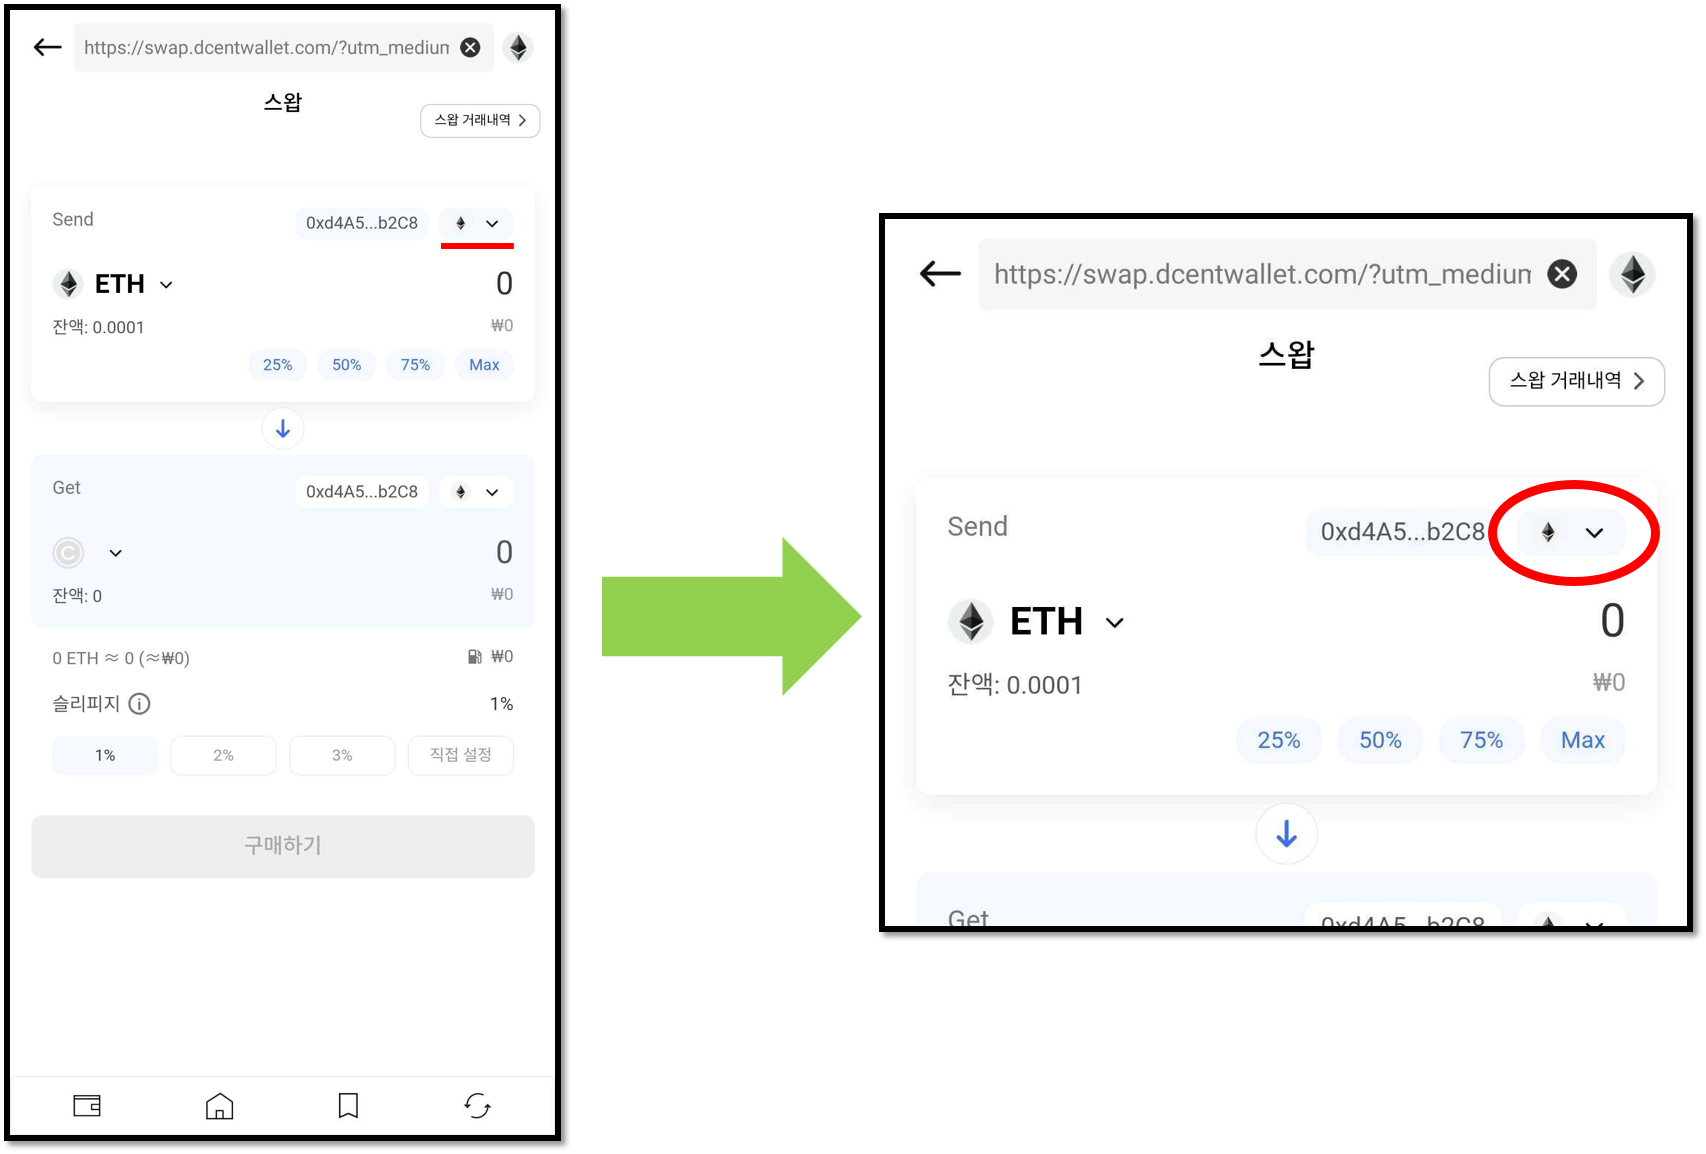 https://swap.dcentwallet.com/?utm_medium
스왑
스왑 거래내역
Send
0xd4A5...b2C8
ETH
0
잔액: 0.0001
₩0
25%
50%
75%
Max
Get
0xd4A5...b2C8
0
잔액: 0
₩0
0 ETH ≈ 0 (≈₩0)
₩0
슬리피지
1%
1%
2%
3%
직접 설정
구매하기
https://swap.dcentwallet.com/?utm_medium
스왑
스왑 거래내역
Send
0xd4A5...b2C8
ETH
0
잔액: 0.0001
₩0
25%
50%
75%
Max
Get
0xd4A5...b2C8